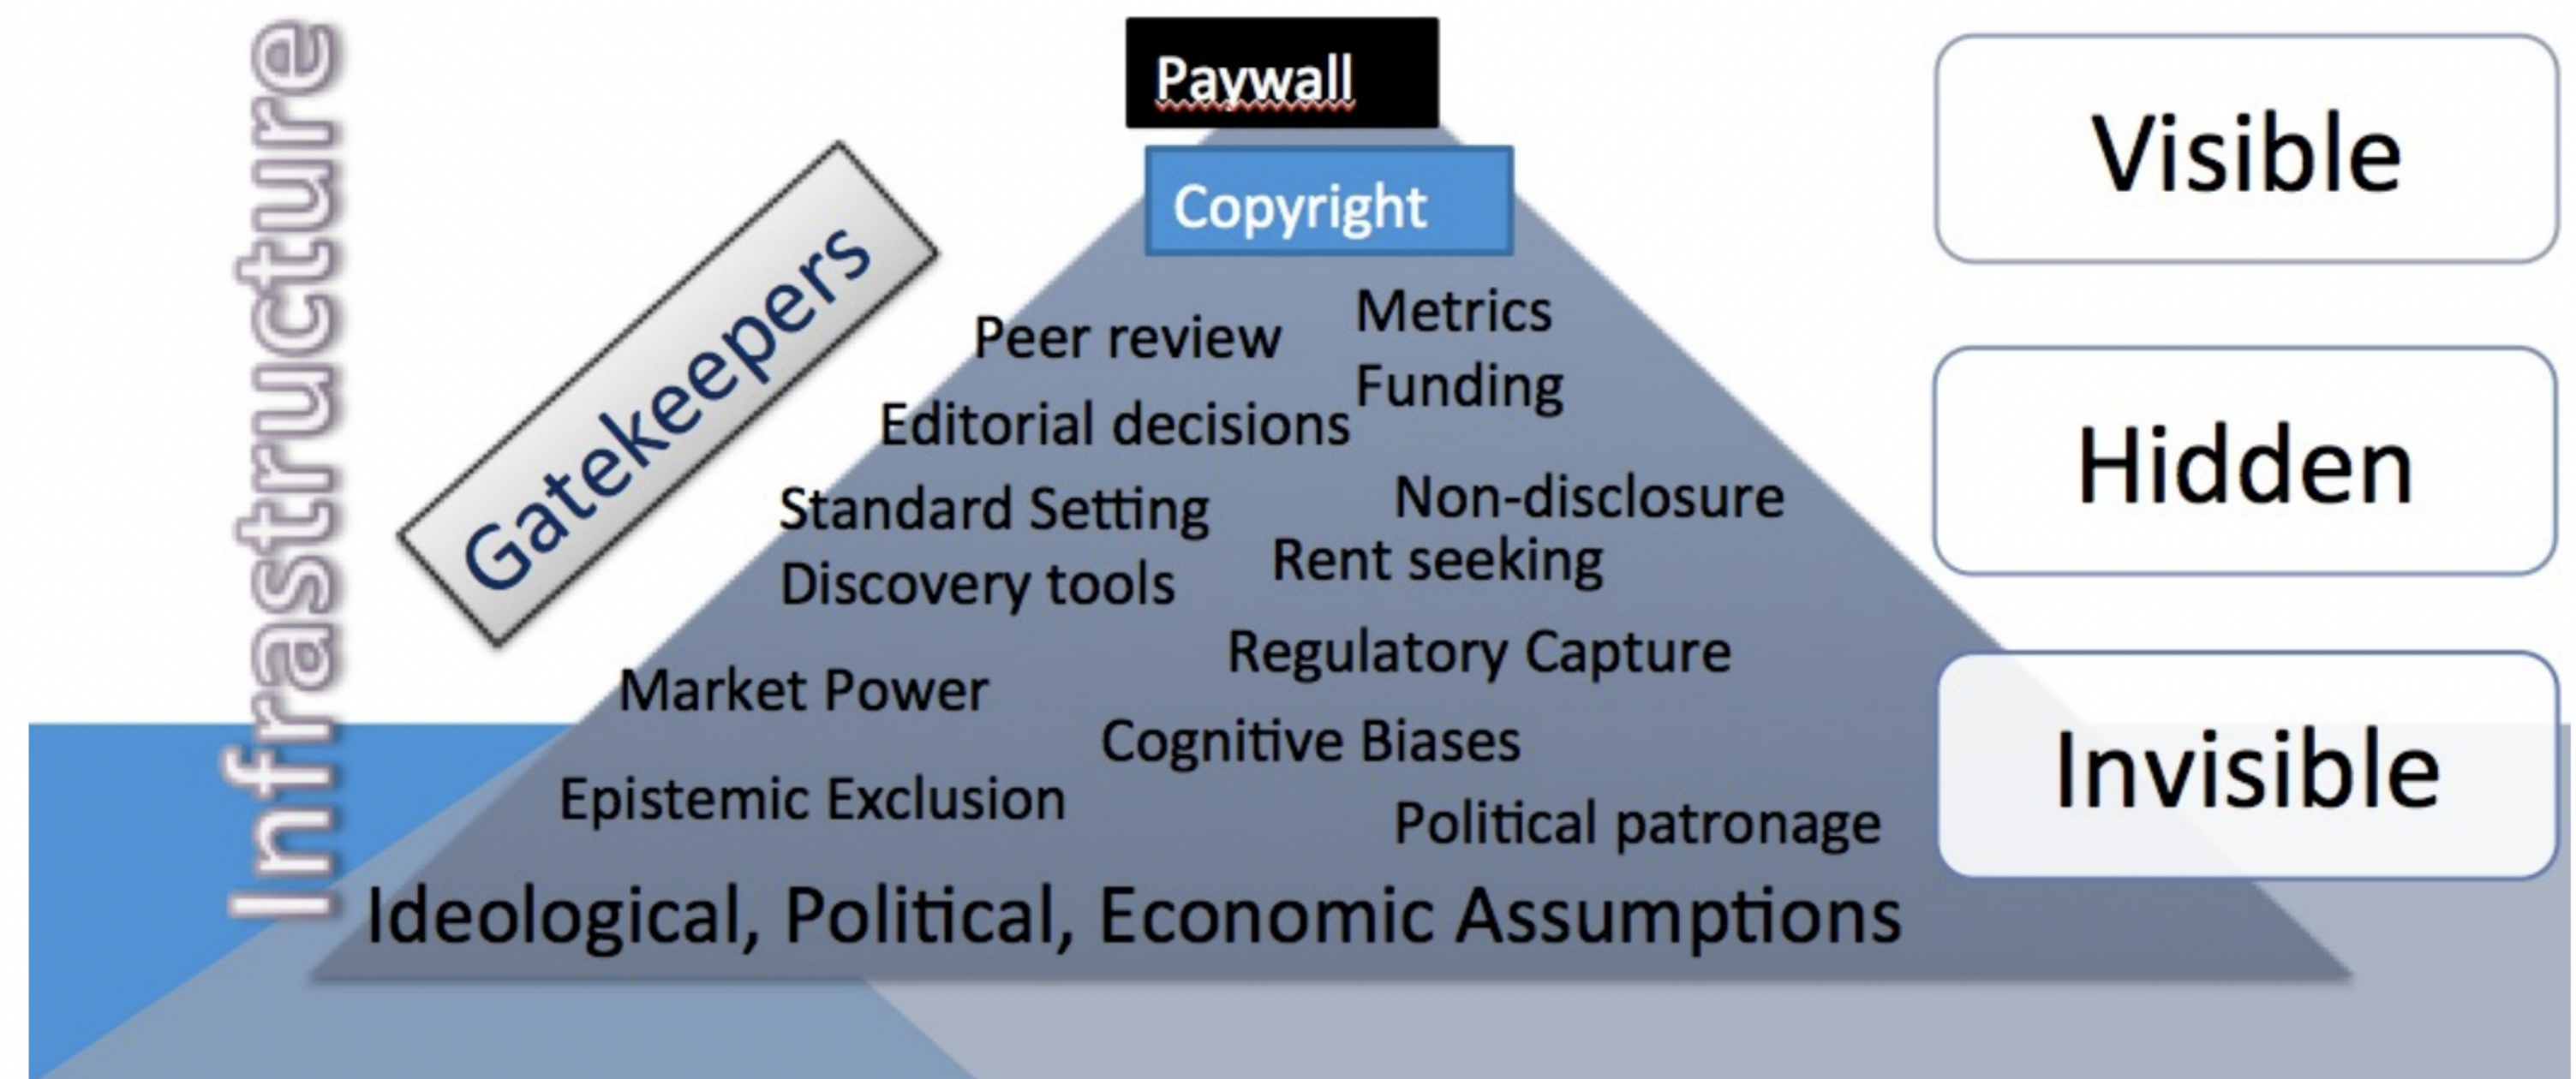 Infrastructure
Gatekeepers
Paywall
Copyright
Peer review
Metrics
Funding
Editorial decisions
Standard Setting
Non-disclosure
Rent seeking
Discovery tools
Regulatory Capture
Market Power
Cognitive Biases
Epistemic Exclusion
Political patronage
Ideological, Political, Economic Assumptions
Visible
Hidden
Invisible